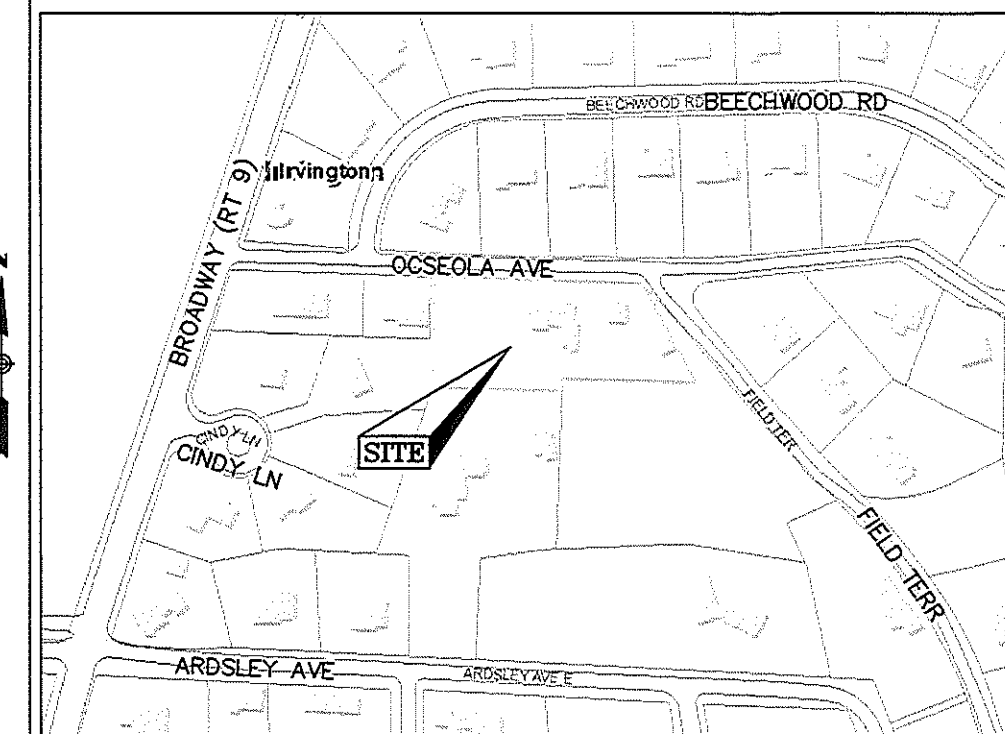 BEECHWOOD RD BEECHWOOD RD
Irvington
BROADWAY (RT 9)
OCSEOLA AVE
FIELD TER
SITE
CINDY LN
CINDY LN
FIELD TERR
ARDSLEY AVE
ARDSLEY AVE E